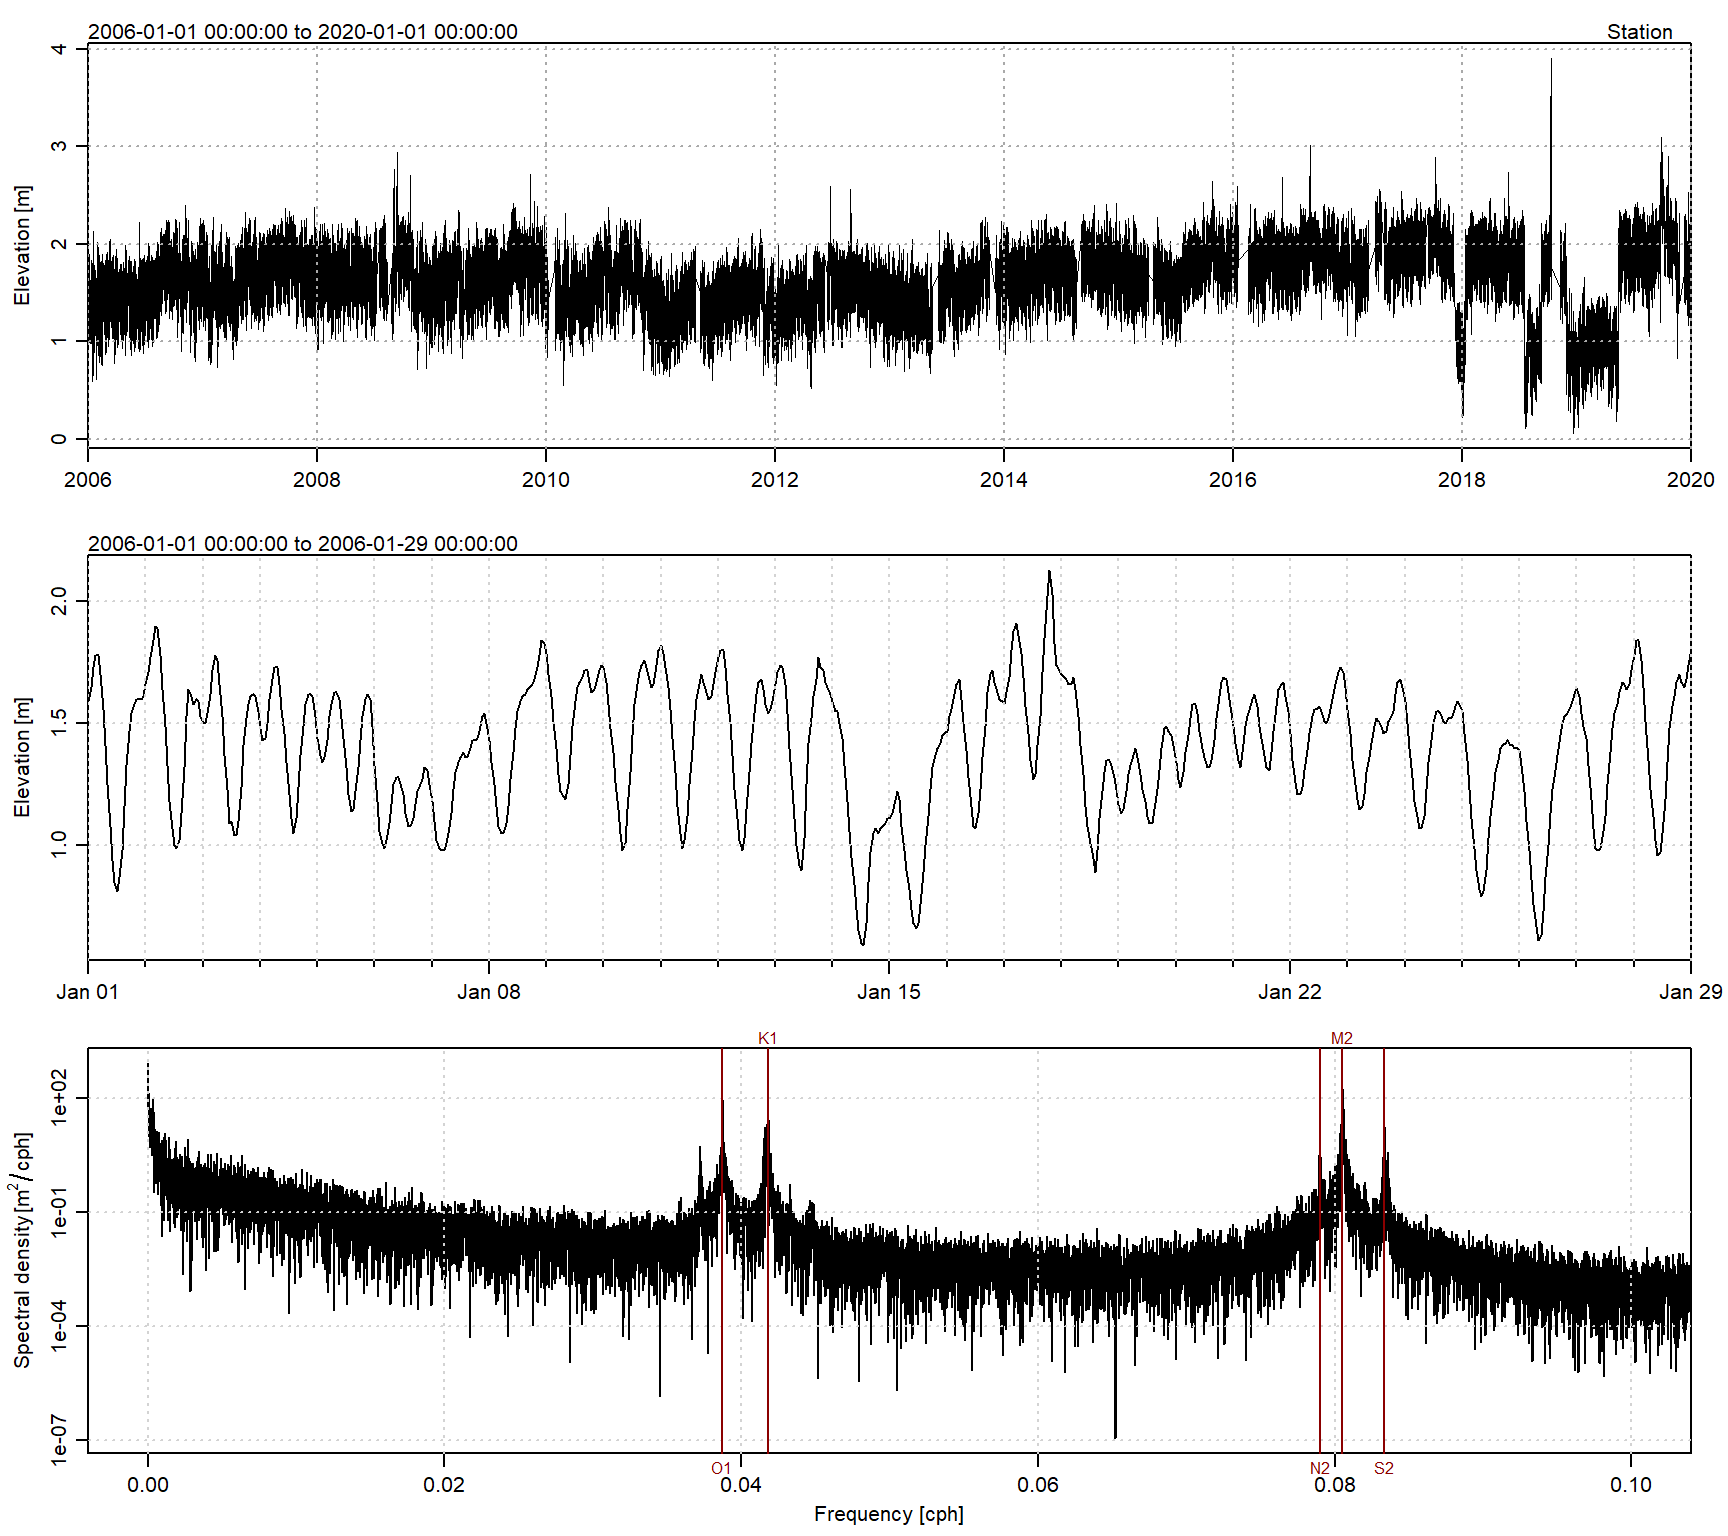 2006-01-01 00:00:00 to 2020-01-01 00:00:00 Station
4
3
2
1
0
Elevation [m]
2006 2008 2010 2012 2014 2016 2018 2020
2006-01-01 00:00:00 to 2006-01-29 00:00:00
2.0
1.5
1.0
Elevation [m]
Jan 01 Jan 08 Jan 15 Jan 22 Jan 29
K1 M2
1e+02
1e-01
1e-04
1e-07
Spectral density [m²/cph]
O1 N2 S2
0.00 0.02 0.04 0.06 0.08 0.10
Frequency [cph]